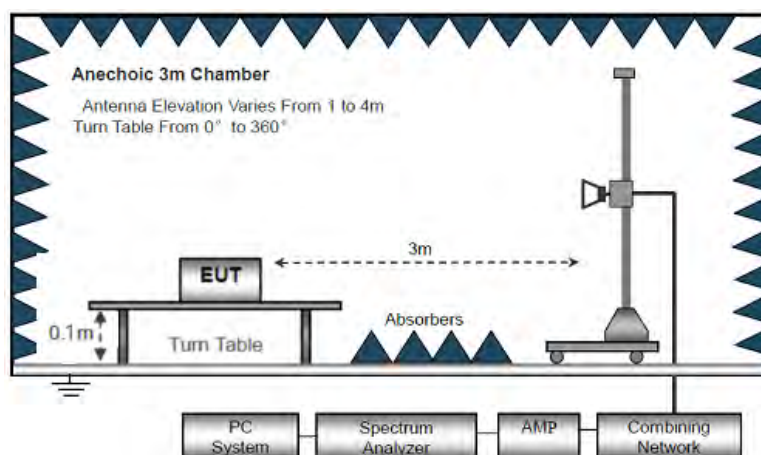 Anechoic 3m Chamber
Antenna Elevation Varies From 1 to 4m
Turn Table From 0° to 360°
3m
EUT
0.1m
Turn Table
Absorbers
PC
System
Spectrum
Analyzer
AMP
Combining
Network